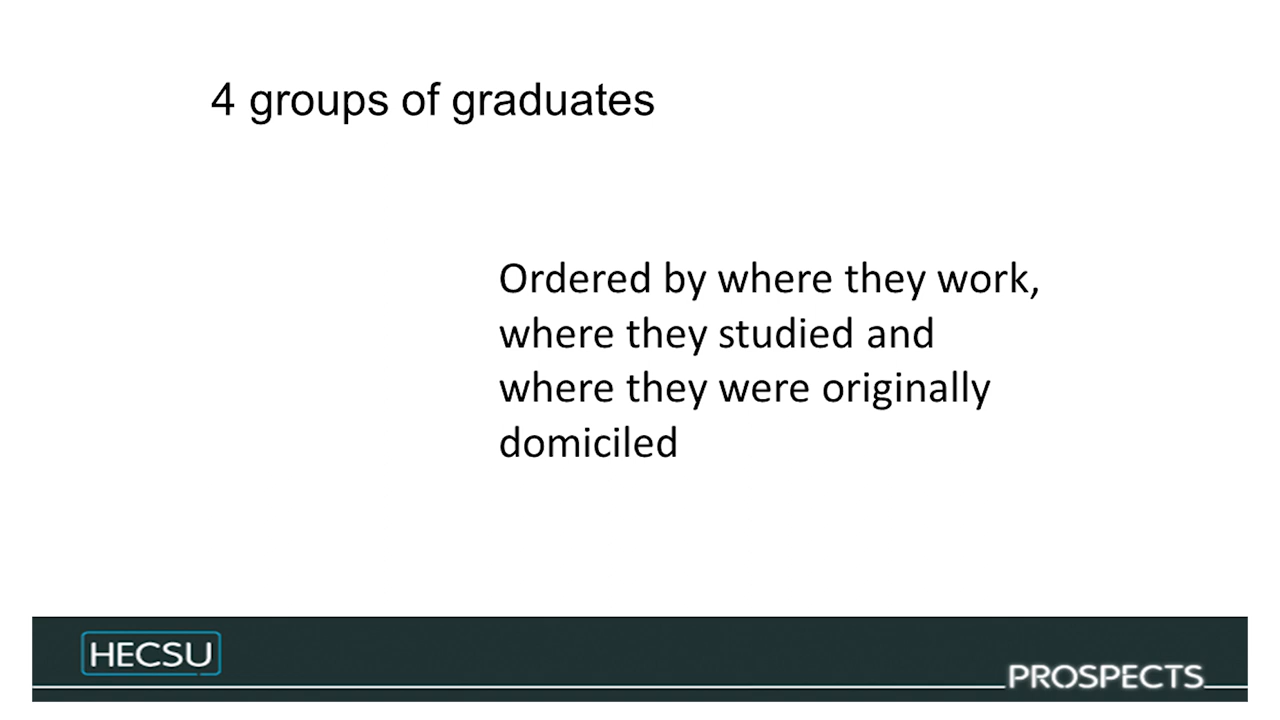 4 groups of graduates
Ordered by where they work,
where they studied and
where they were originally
domiciled
HECSU
PROSPECTS